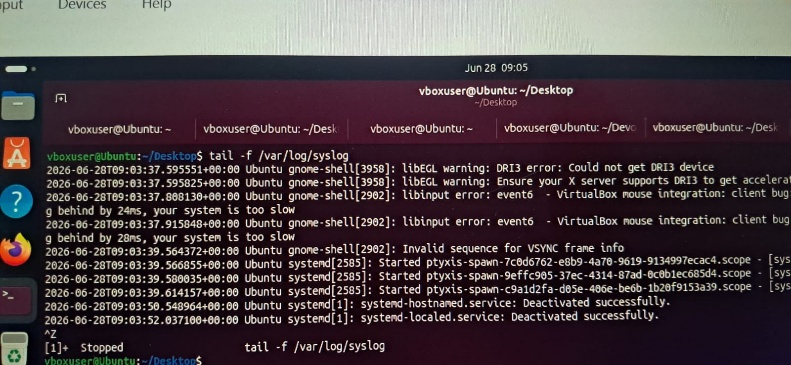 put Devices Help
Jun 28 09:05
vboxuser@Ubuntu: ~/Desktop
~/Desktop
vboxuser@Ubuntu: ~ vboxuser@Ubuntu: ~/Desk vboxuser@Ubuntu: ~ vboxuser@Ubuntu: ~/Devc vboxuser@Ubuntu: ~/Desk
vboxuser@Ubuntu:~/Desktop$ tail -f /var/log/syslog
2026-06-28T09:03:37.595551+00:00 Ubuntu gnome-shell[3958]: libEGL warning: DRI3 error: Could not get DRI3 device
2026-06-28T09:03:37.595825+00:00 Ubuntu gnome-shell[3958]: libEGL warning: Ensure your X server supports DRI3 to get accelerat
2026-06-28T09:03:37.808130+00:00 Ubuntu gnome-shell[2902]: libinput error: event6 - VirtualBox mouse integration: client bug
g behind by 24ms, your system is too slow
2026-06-28T09:03:37.915848+00:00 Ubuntu gnome-shell[2902]: libinput error: event6 - VirtualBox mouse integration: client bug
g behind by 28ms, your system is too slow
2026-06-28T09:03:39.564372+00:00 Ubuntu gnome-shell[2902]: Invalid sequence for VSYNC frame info
2026-06-28T09:03:39.566855+00:00 Ubuntu systemd[2585]: Started ptyxis-spawn-7c0d6762-e8b9-4a70-9619-9134997ecac4.scope - [sys
2026-06-28T09:03:39.580035+00:00 Ubuntu systemd[2585]: Started ptyxis-spawn-9effc905-37ec-4314-87ad-0c0b1ec685d4.scope - [sys
2026-06-28T09:03:39.614157+00:00 Ubuntu systemd[2585]: Started ptyxis-spawn-c9a1d2fa-d05e-406e-be6b-1b20f9153a39.scope - [sys
2026-06-28T09:03:50.548964+00:00 Ubuntu systemd[1]: systemd-hostnamed.service: Deactivated successfully.
2026-06-28T09:03:52.037100+00:00 Ubuntu systemd[1]: systemd-localed.service: Deactivated successfully.
^Z
[1]+ Stopped tail -f /var/log/syslog
vboxuser@Ubuntu:~/Desktop$